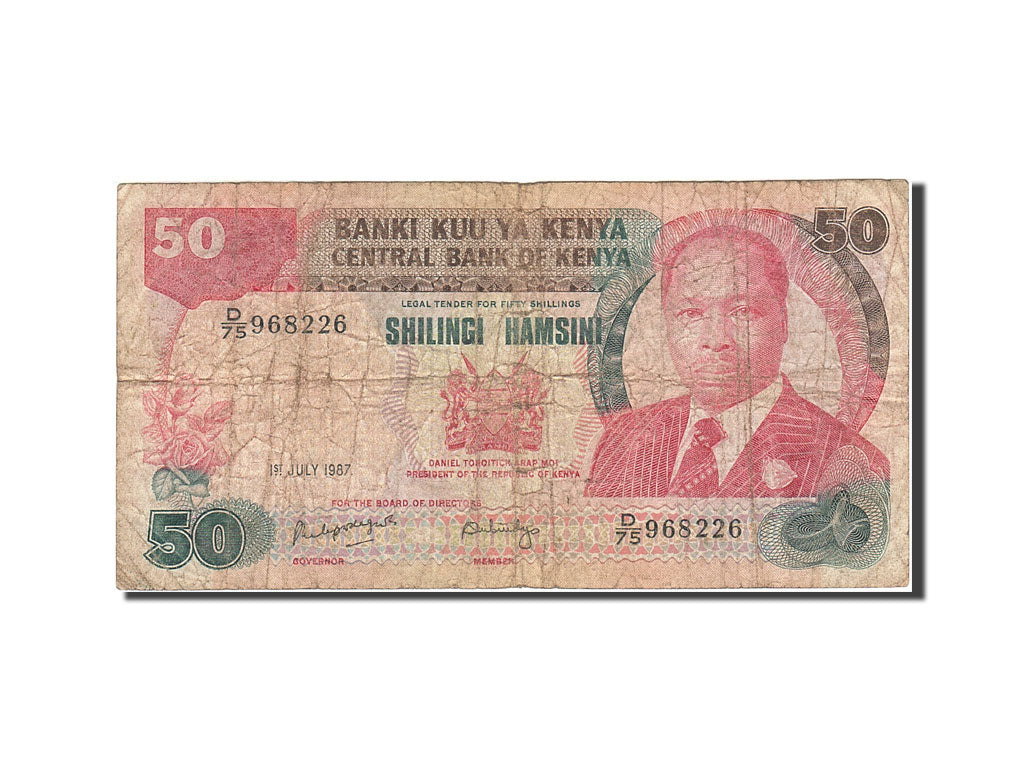 50
BANKI KUU YA KENYA
50
CENTRAL BANK OF KENYA
LEGAL TENDER FOR FIFTY SHILLINGS
D/75 968226
SHILINGI HAMSINI
DANIEL TOROITICH ARAP MOI
PRESIDENT OF THE REPUBLIC OF KENYA
1ST JULY 1987
FOR THE BOARD OF DIRECTORS
50
D/75 968226
GOVERNOR
MEMBER